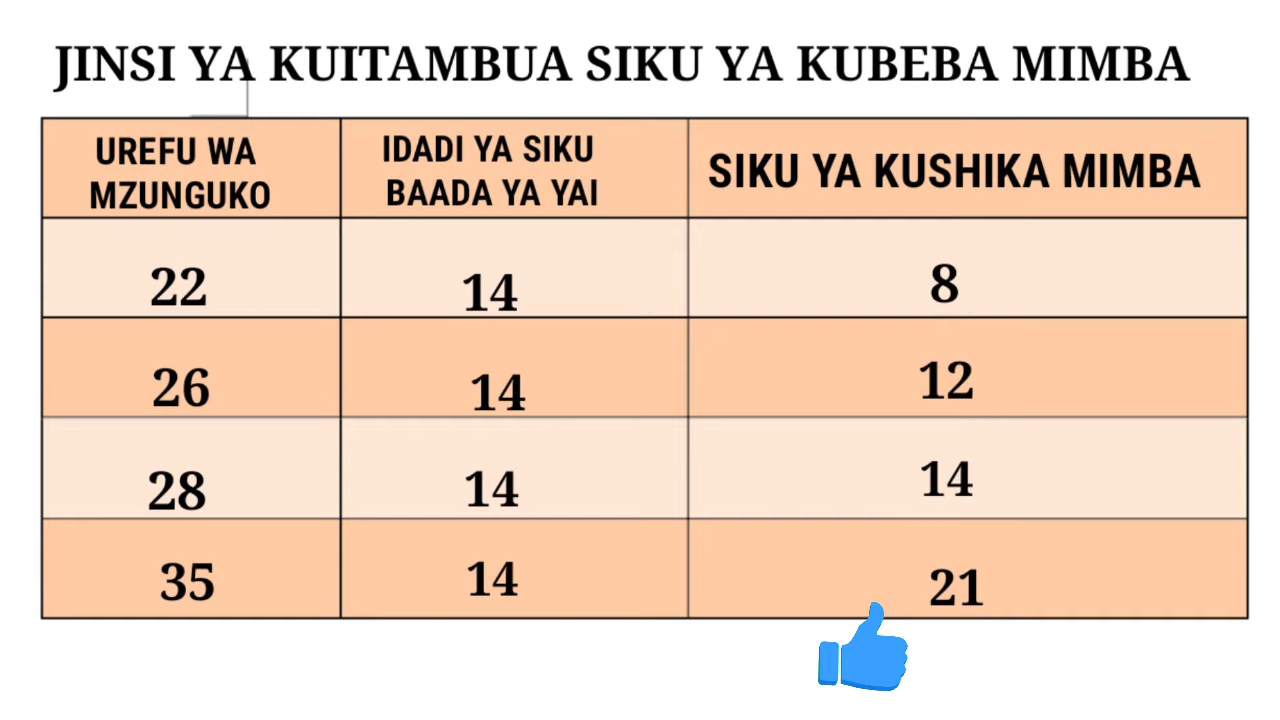 JINSI YA KUITAMBUA SIKU YA KUBEBA MIMBA
UREFU WA
MZUNGUKO
IDADI YA SIKU
BAADA YA YAI
SIKU YA KUSHIKA MIMBA
22 14 8
26 14 12
28 14 14
35 14 21